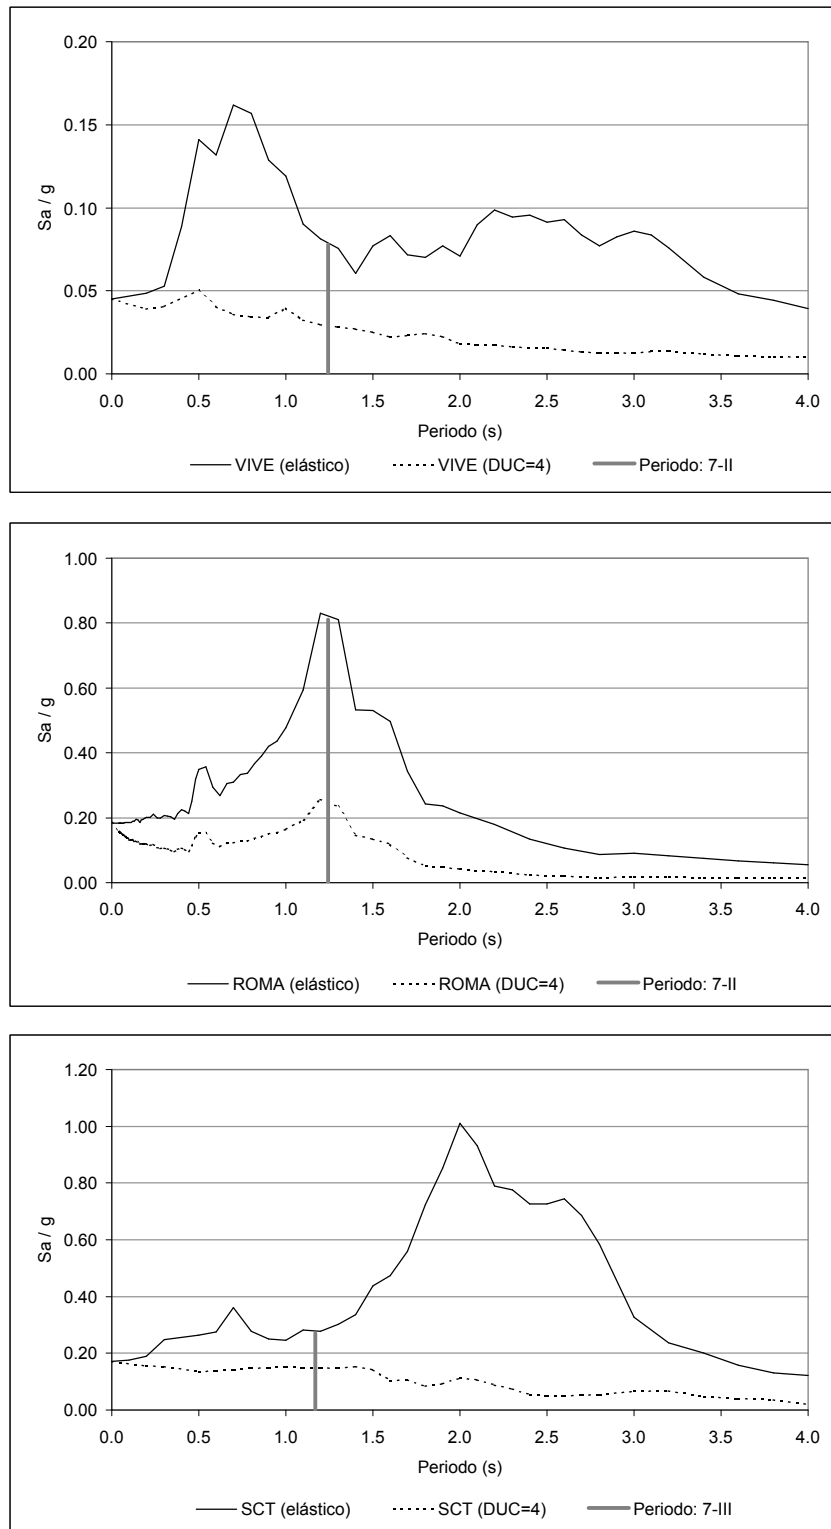 0.20
0.15
0.10
0.05
0.00
Sa / g
0.0 0.5 1.0 1.5 2.0 2.5 3.0 3.5 4.0
Periodo (s)
VIVE (elástico) VIVE (DUC=4) Periodo: 7-II
1.00
0.80
0.60
0.40
0.20
0.00
Sa / g
0.0 0.5 1.0 1.5 2.0 2.5 3.0 3.5 4.0
Periodo (s)
ROMA (elástico) ROMA (DUC=4) Periodo: 7-II
1.20
1.00
0.80
0.60
0.40
0.20
0.00
Sa / g
0.0 0.5 1.0 1.5 2.0 2.5 3.0 3.5 4.0
Periodo (s)
SCT (elástico) SCT (DUC=4) Periodo: 7-III